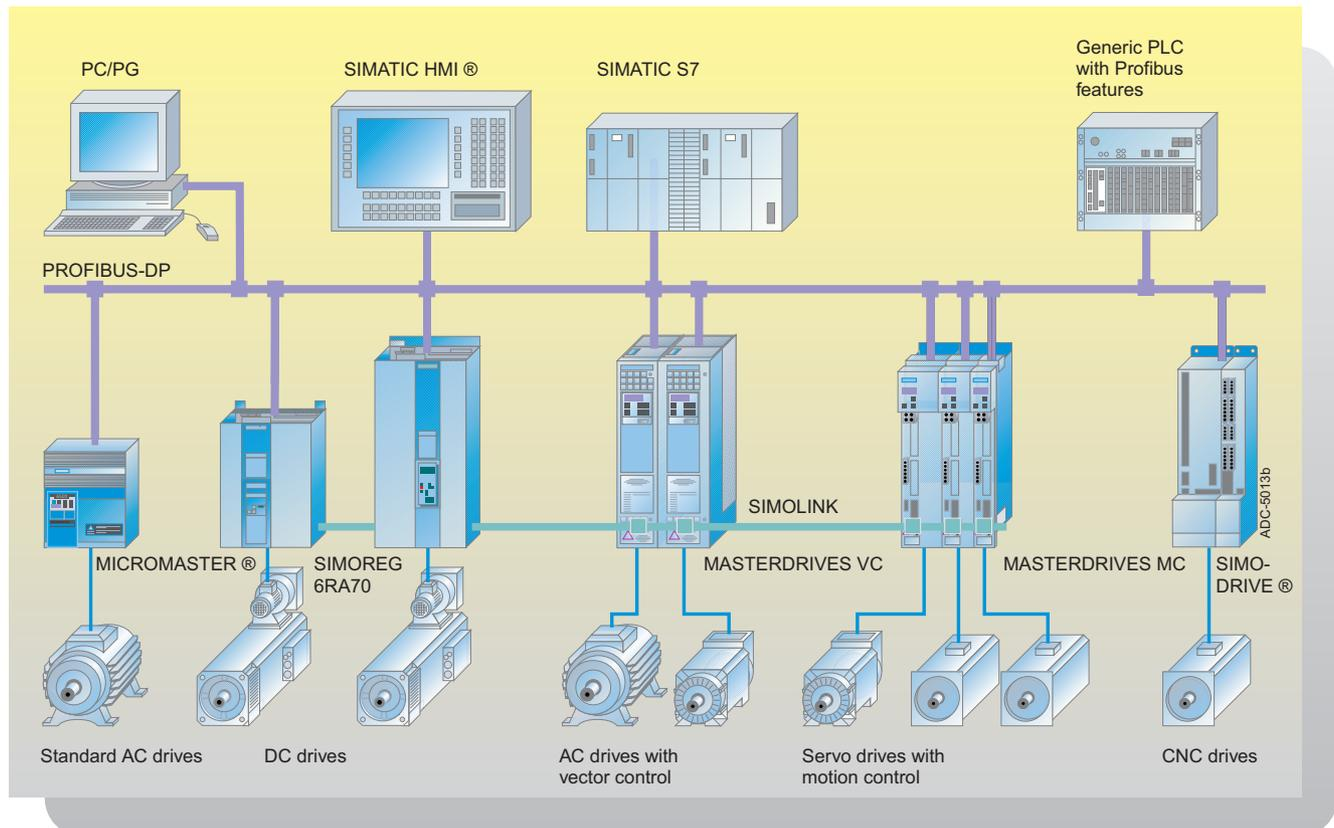 PC/PG
SIMATIC HMI ®
SIMATIC S7
Generic PLC
with Profibus
features
PROFIBUS-DP
SIMOLINK
ADC-5013b
MICROMASTER ®
SIMOREG
6RA70
MASTERDRIVES VC
MASTERDRIVES MC
SIMO-
DRIVE ®
Standard AC drives
DC drives
AC drives with
vector control
Servo drives with
motion control
CNC drives